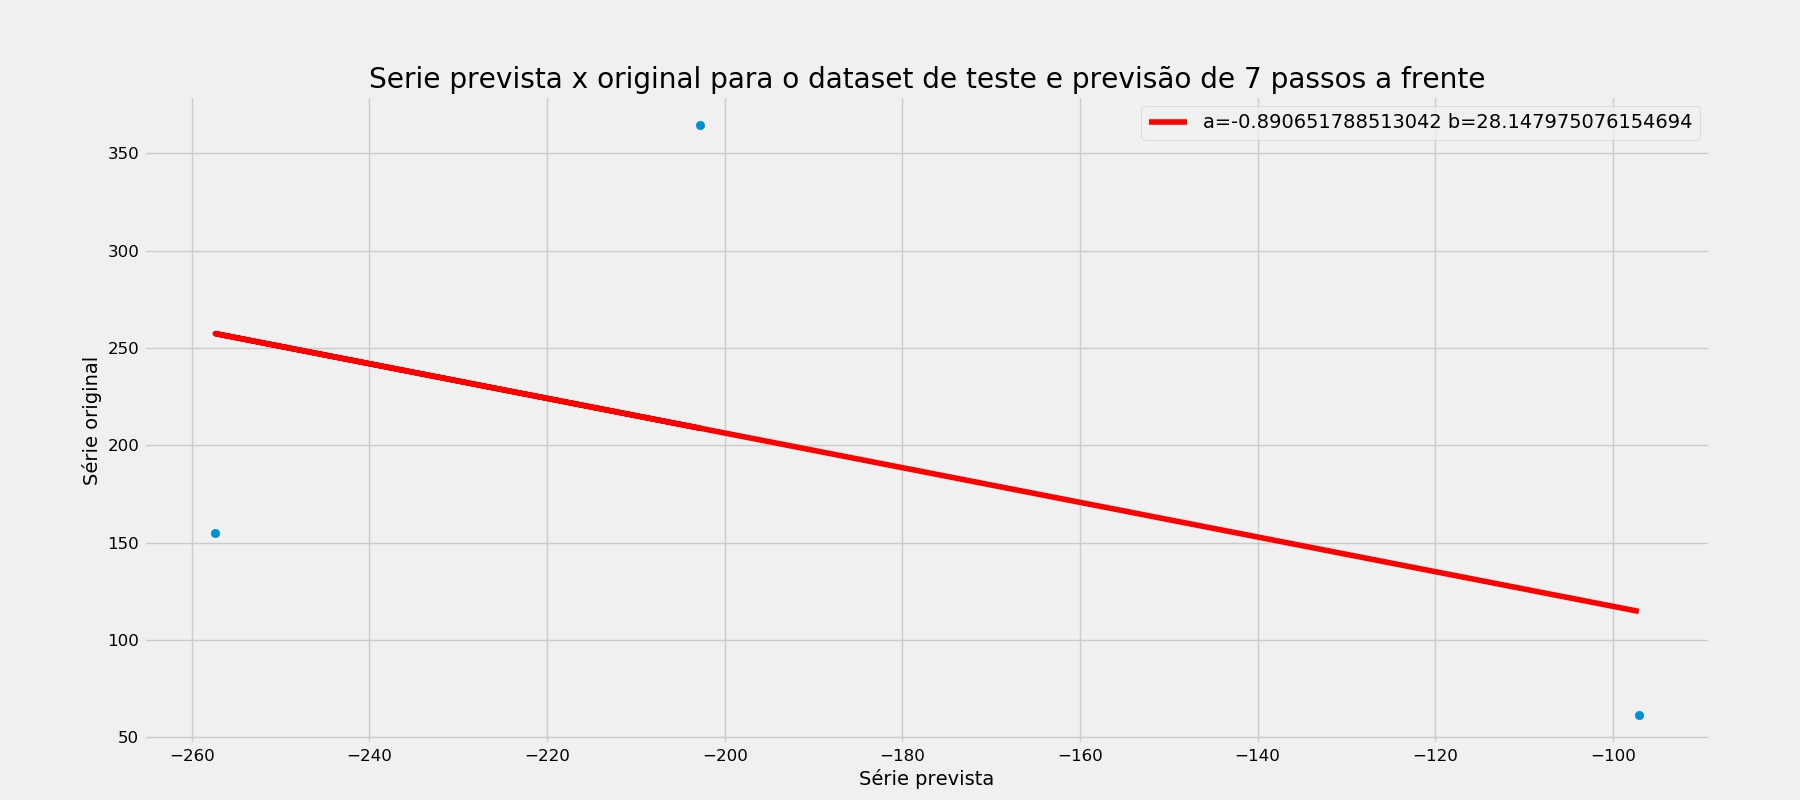 Serie prevista x original para o dataset de teste e previsão de 7 passos a frente
a=-0.890651788513042 b=28.147975076154694
350
300
250
200
150
100
50
Série original
−260 −240 −220 −200 −180 −160 −140 −120 −100
Série prevista